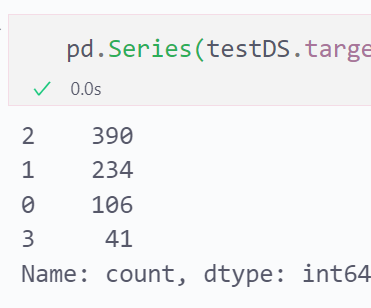 pd.Series(testDS.targe
0.0s
2 390
1 234
0 106
3 41
Name: count, dtype: int64